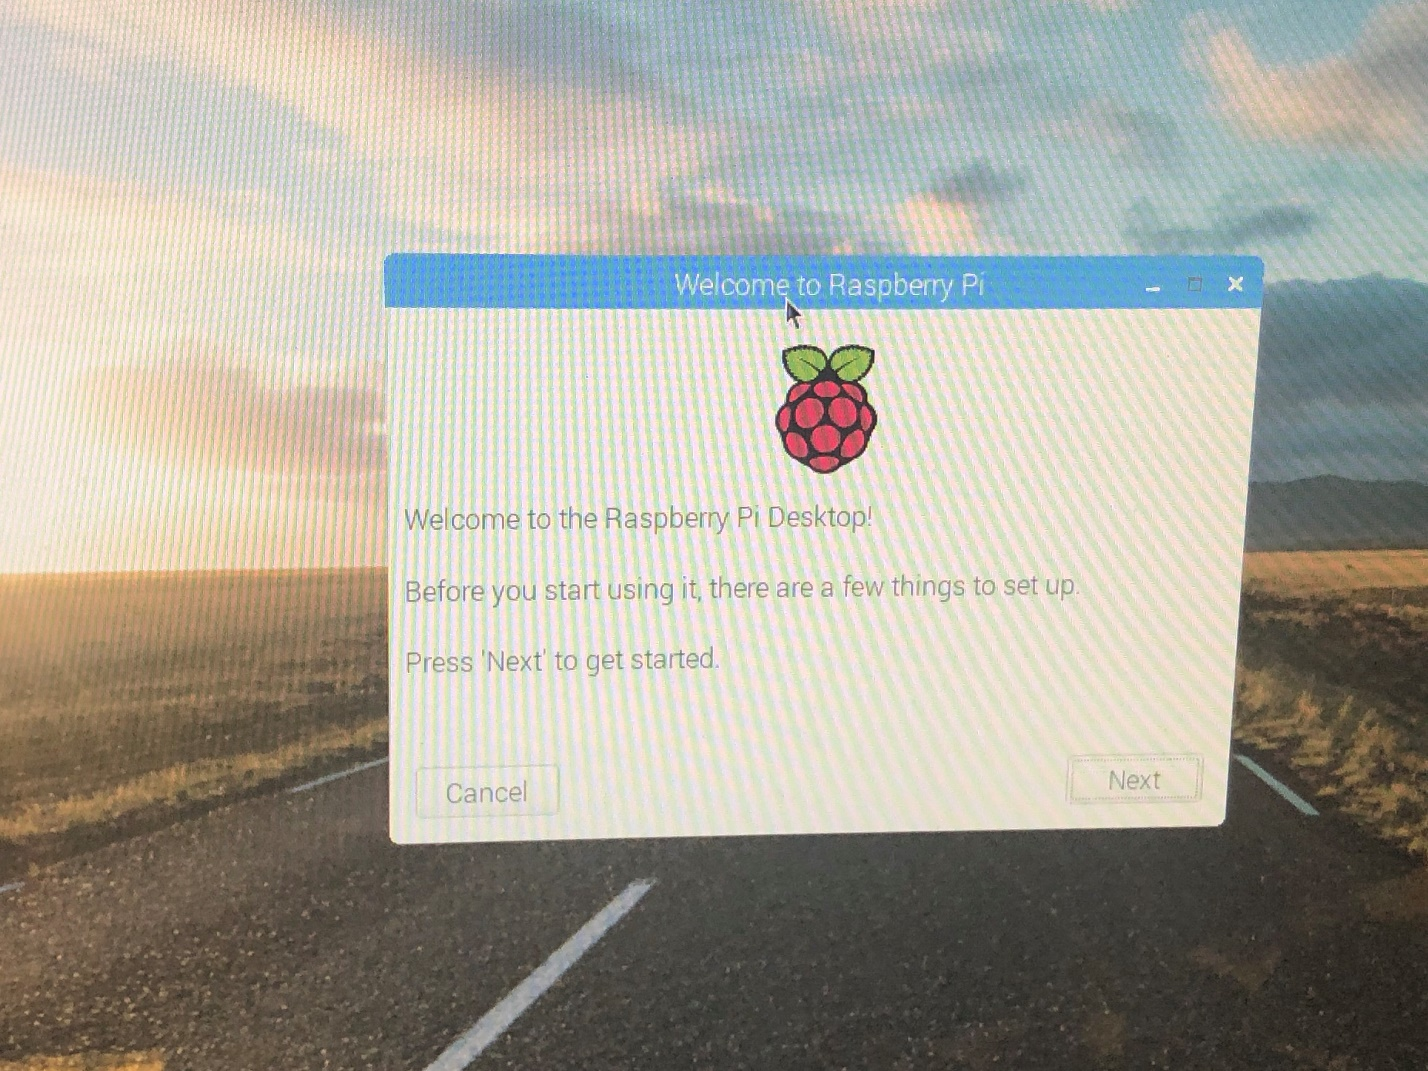 Welcome to Raspberry Pi
Welcome to the Raspberry Pi Desktop!
Before you start using it, there are a few things to set up.
Press 'Next' to get started.
Cancel
Next